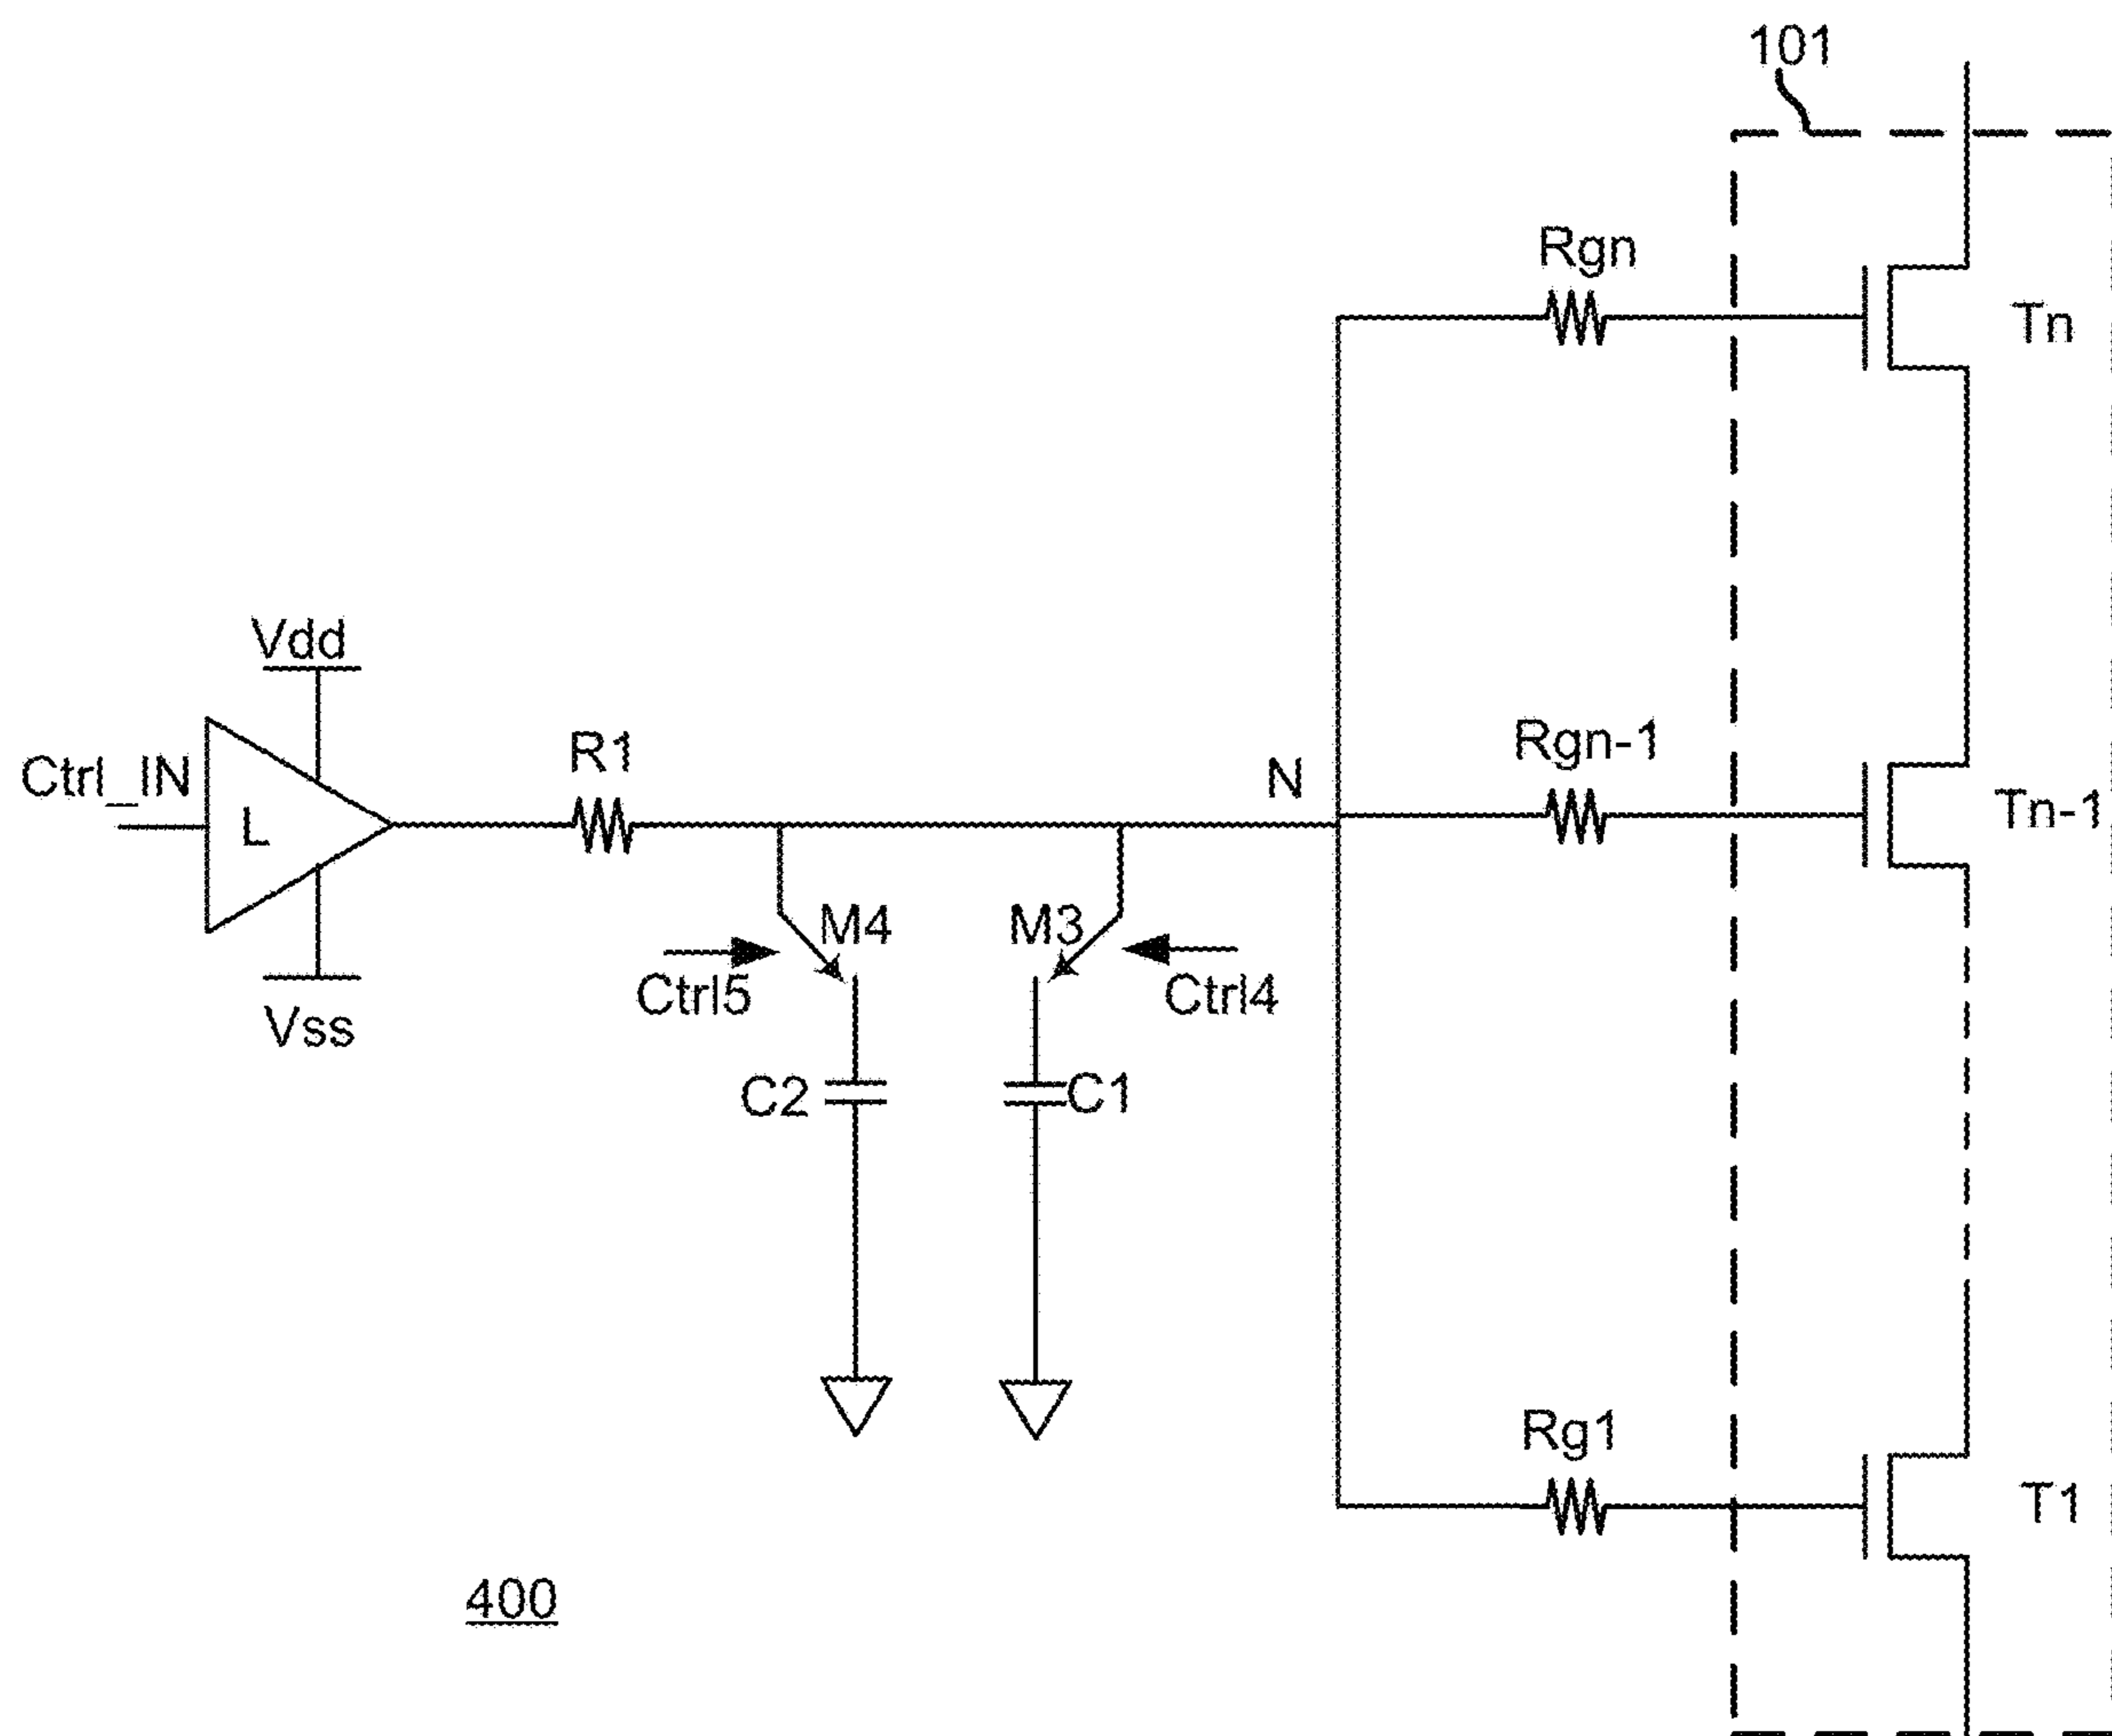 101
Rgn
Tn
Vdd
R1
Rgn-1
Ctrl_IN
N
L
Tn-1
M4
M3
Ctrl5
Ctrl4
Vss
C2
C1
Rg1
T1
400